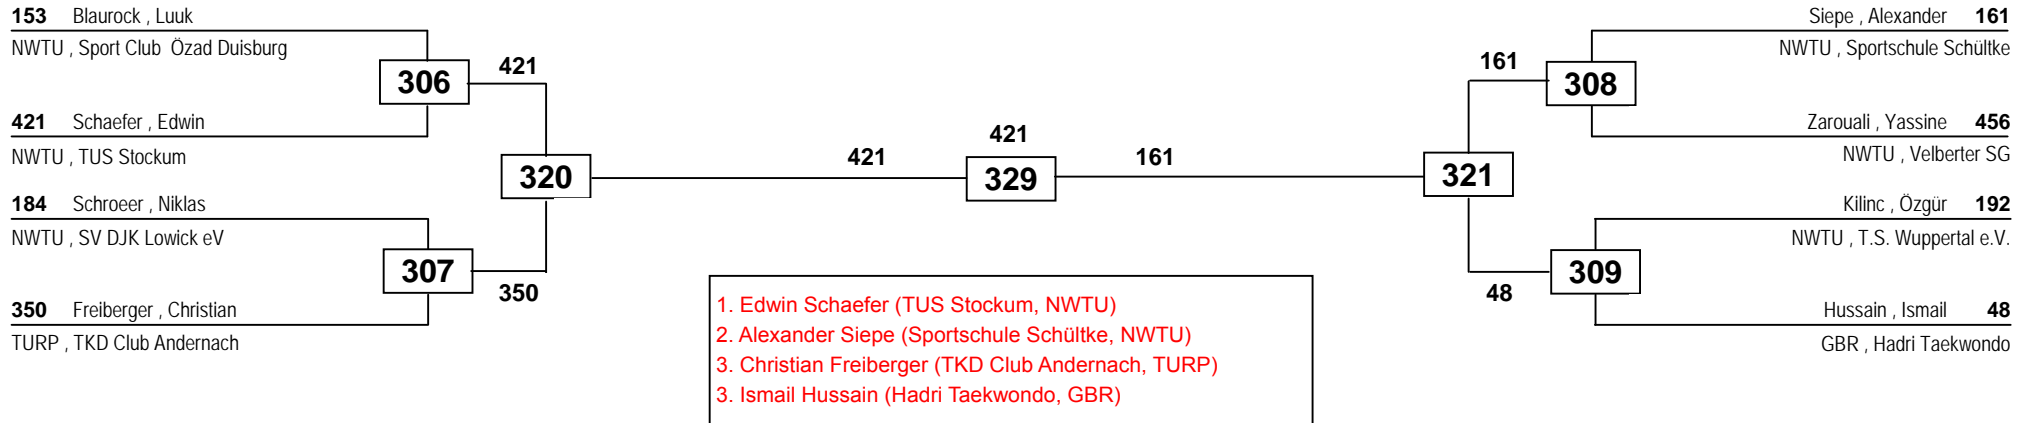 153 Blaurock , Luuk
NWTU , Sport Club Özad Duisburg
306
421
421 Schaefer , Edwin
NWTU , TUS Stockum
320
184 Schroeer , Niklas
NWTU , SV DJK Lowick eV
307
350
350 Freiberger , Christian
TURP , TKD Club Andernach
421
421
329
161
Siepe , Alexander 161
NWTU , Sportschule Schültke
161
308
Zarouali , Yassine 456
NWTU , Velberter SG
321
Kilinc , Özgür 192
NWTU , T.S. Wuppertal e.V.
309
48
Hussain , Ismail 48
GBR , Hadri Taekwondo
1. Edwin Schaefer (TUS Stockum, NWTU)
2. Alexander Siepe (Sportschule Schültke, NWTU)
3. Christian Freiberger (TKD Club Andernach, TURP)
3. Ismail Hussain (Hadri Taekwondo, GBR)